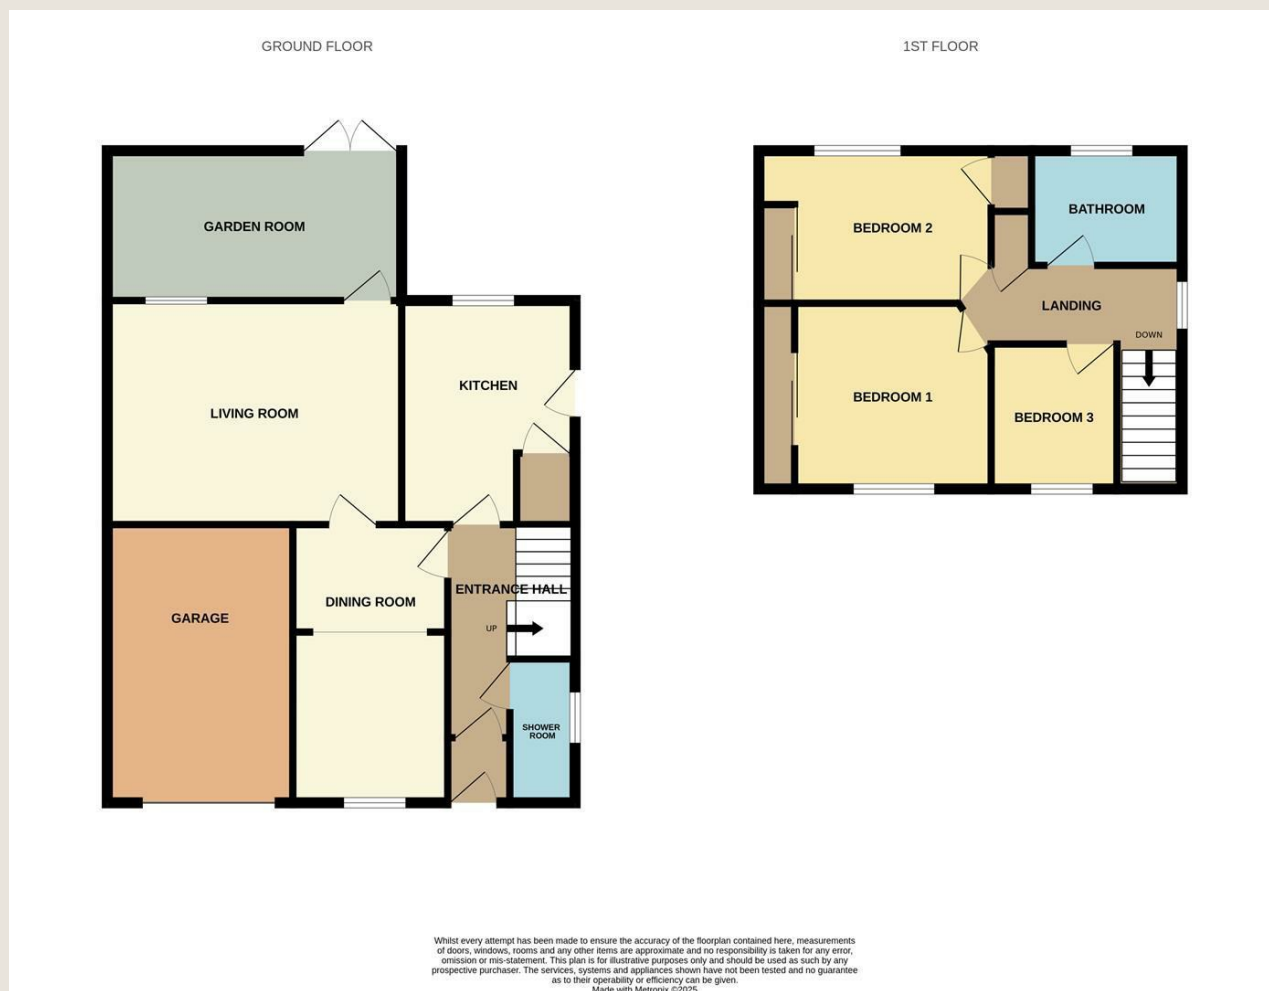 GROUND FLOOR
1ST FLOOR
GARDEN ROOM
LIVING ROOM
KITCHEN
GARAGE
DINING ROOM
ENTRANCE HALL
UP
SHOWER
ROOM
BEDROOM 2
BATHROOM
LANDING
DOWN
BEDROOM 1
BEDROOM 3
Whilst every attempt has been made to ensure the accuracy of the floorplan contained here, measurements
of doors, windows, rooms and any other items are approximate and no responsibility is taken for any error,
omission or mis-statement. This plan is for illustrative purposes only and should be used as such by any
prospective purchaser. The services, systems and appliances shown have not been tested and no guarantee
as to their operability or efficiency can be given.
Made with Metropix ©2025